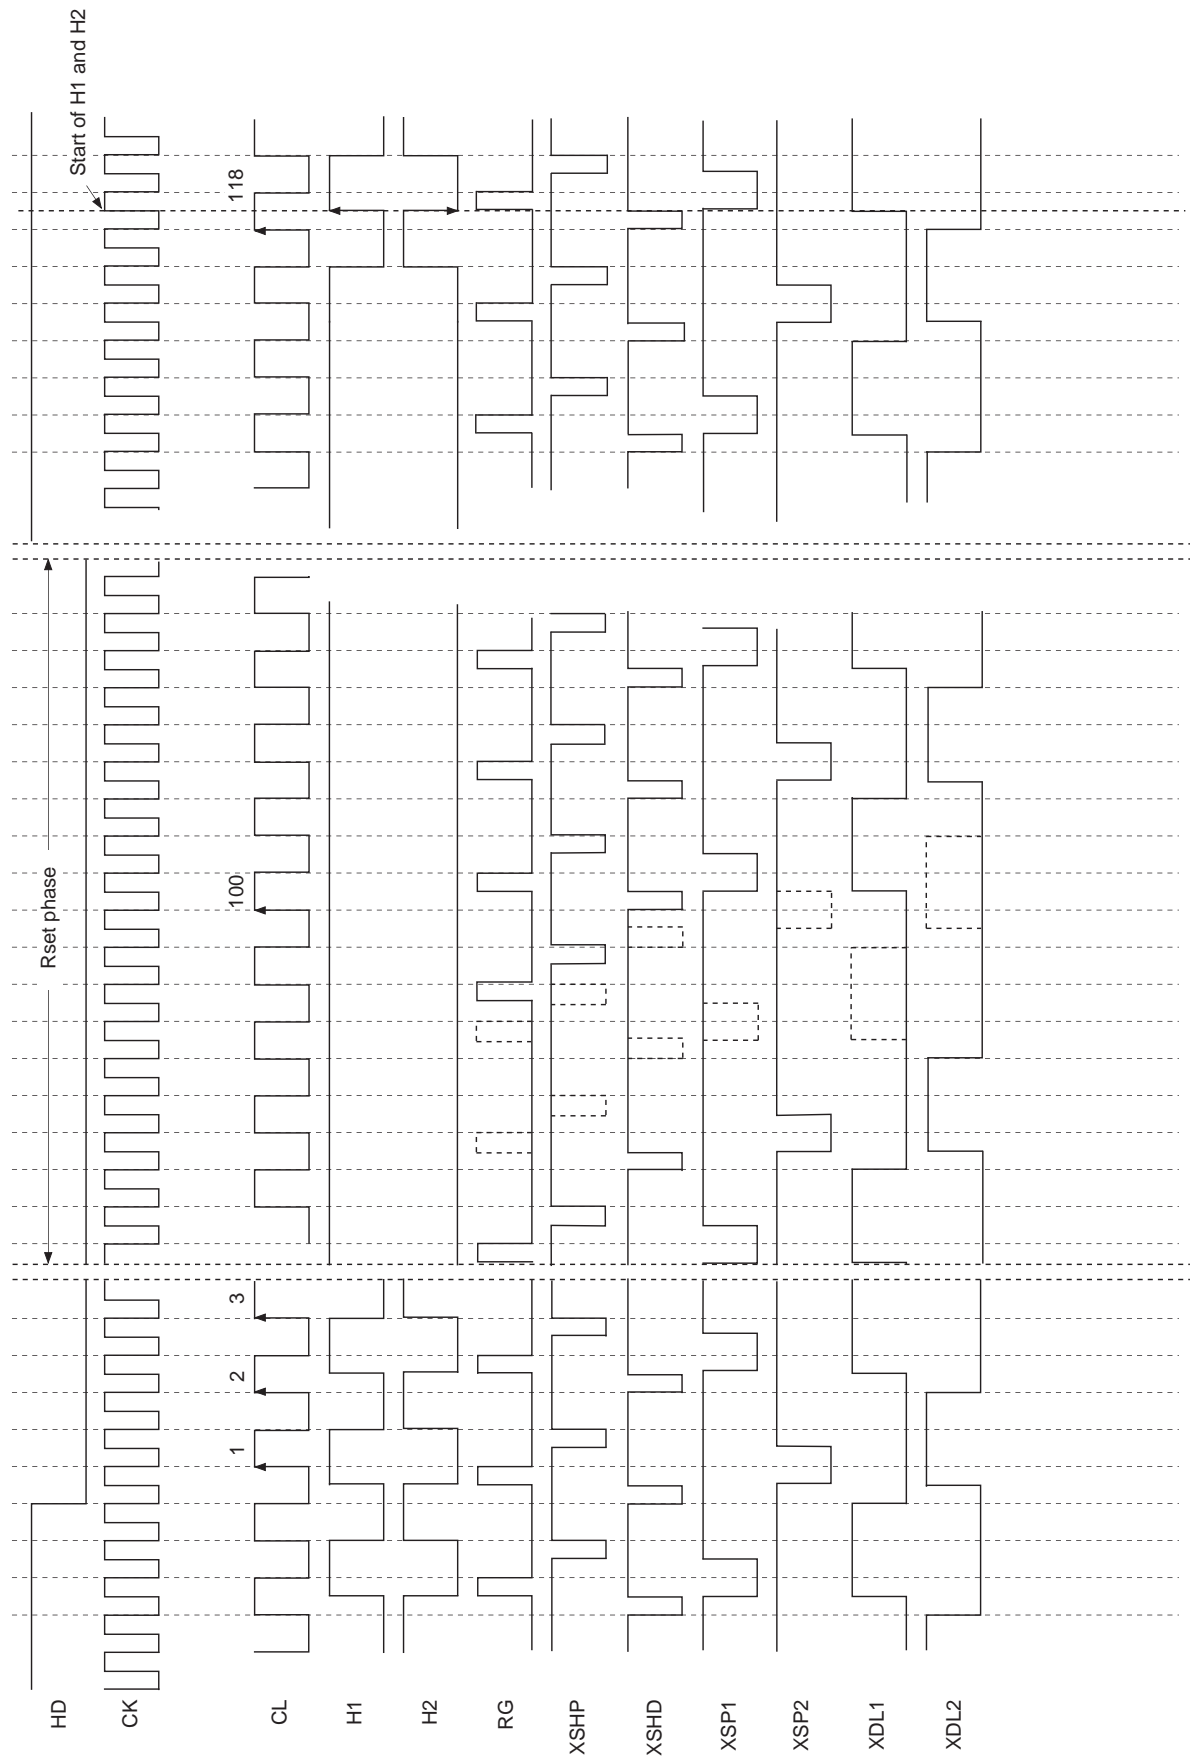 HD
CK
CL
H1
H2
RG
XSHP
XSHD
XSP1
XSP2
XDL1
XDL2
1
2
3
Rset phase
100
118
Start of H1 and H2